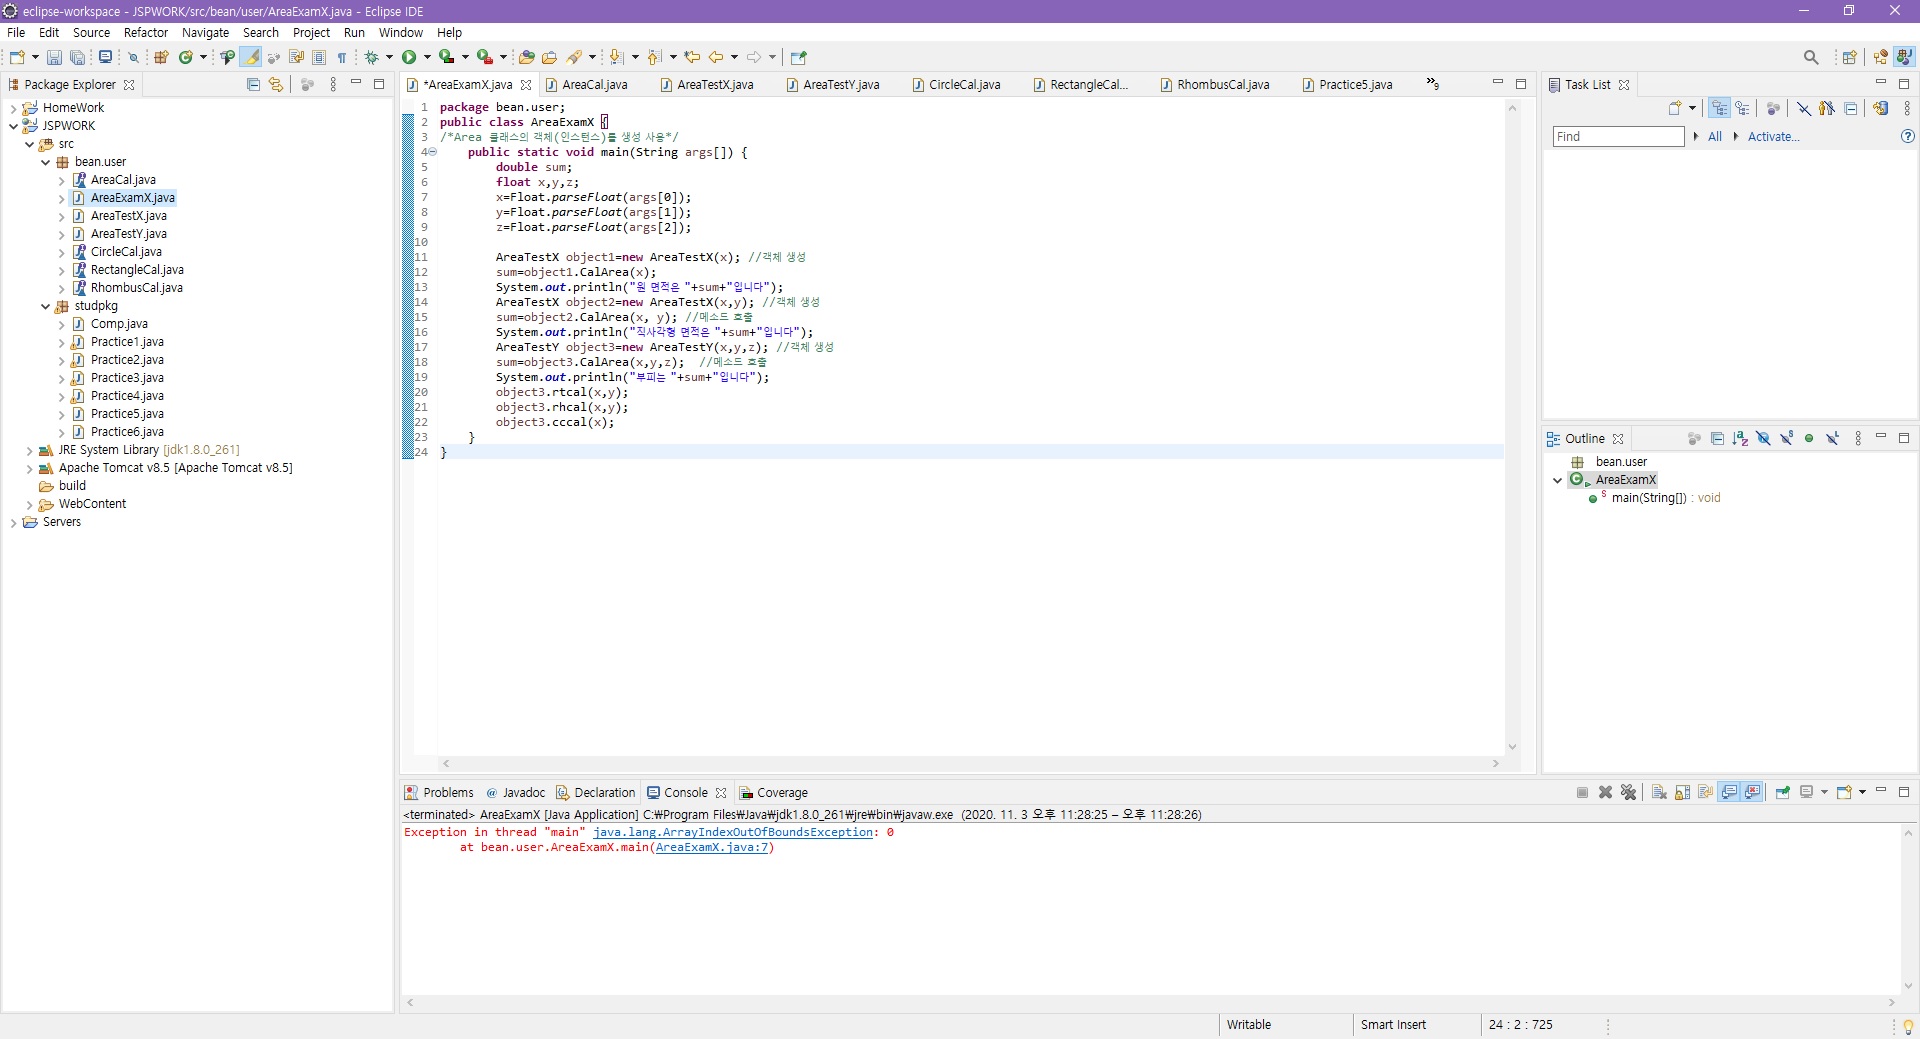 eclipse-workspace - JSPWORK/src/bean/user/AreaExamX.java - Eclipse IDE
File Edit Source Refactor Navigate Search Project Run Window Help
Package Explorer
HomeWork
JSPWORK
src
bean.user
AreaCal.java
AreaExamX.java
AreaTestX.java
AreaTestY.java
CircleCal.java
RectangleCal.java
RhombusCal.java
studpkg
Comp.java
Practice1.java
Practice2.java
Practice3.java
Practice4.java
Practice5.java
Practice6.java
JRE System Library [jdk1.8.0_261]
Apache Tomcat v8.5 [Apache Tomcat v8.5]
build
WebContent
Servers
*AreaExamX.java AreaCal.java AreaTestX.java AreaTestY.java CircleCal.java RectangleCal... RhombusCal.java Practice5.java »9
1 package bean.user;
2 public class AreaExamX {
3 /*Area 클래스의 객체(인스턴스)를 생성 사용*/
4 public static void main(String args[]) {
5 double sum;
6 float x,y,z;
7 x=Float.parseFloat(args[0]);
8 y=Float.parseFloat(args[1]);
9 z=Float.parseFloat(args[2]);
10
11 AreaTestX object1=new AreaTestX(x); //객체 생성
12 sum=object1.CalArea(x);
13 System.out.println("원 면적은 "+sum+"입니다");
14 AreaTestX object2=new AreaTestX(x,y); //객체 생성
15 sum=object2.CalArea(x, y); //메소드 호출
16 System.out.println("직사각형 면적은 "+sum+"입니다");
17 AreaTestY object3=new AreaTestY(x,y,z); //객체 생성
18 sum=object3.CalArea(x,y,z); //메소드 호출
19 System.out.println("부피는 "+sum+"입니다");
20 object3.rtcal(x,y);
21 object3.rhcal(x,y);
22 object3.cccal(x);
23 }
24 }
Task List
Find All Activate...
Outline
bean.user
AreaExamX
main(String[]) : void
Problems Javadoc Declaration Console Coverage
<terminated> AreaExamX [Java Application] C:₩Program Files₩Java₩jdk1.8.0_261₩jre₩bin₩javaw.exe (2020. 11. 3 오후 11:28:25 – 오후 11:28:26)
Exception in thread "main" java.lang.ArrayIndexOutOfBoundsException: 0
at bean.user.AreaExamX.main(AreaExamX.java:7)
Writable Smart Insert 24 : 2 : 725